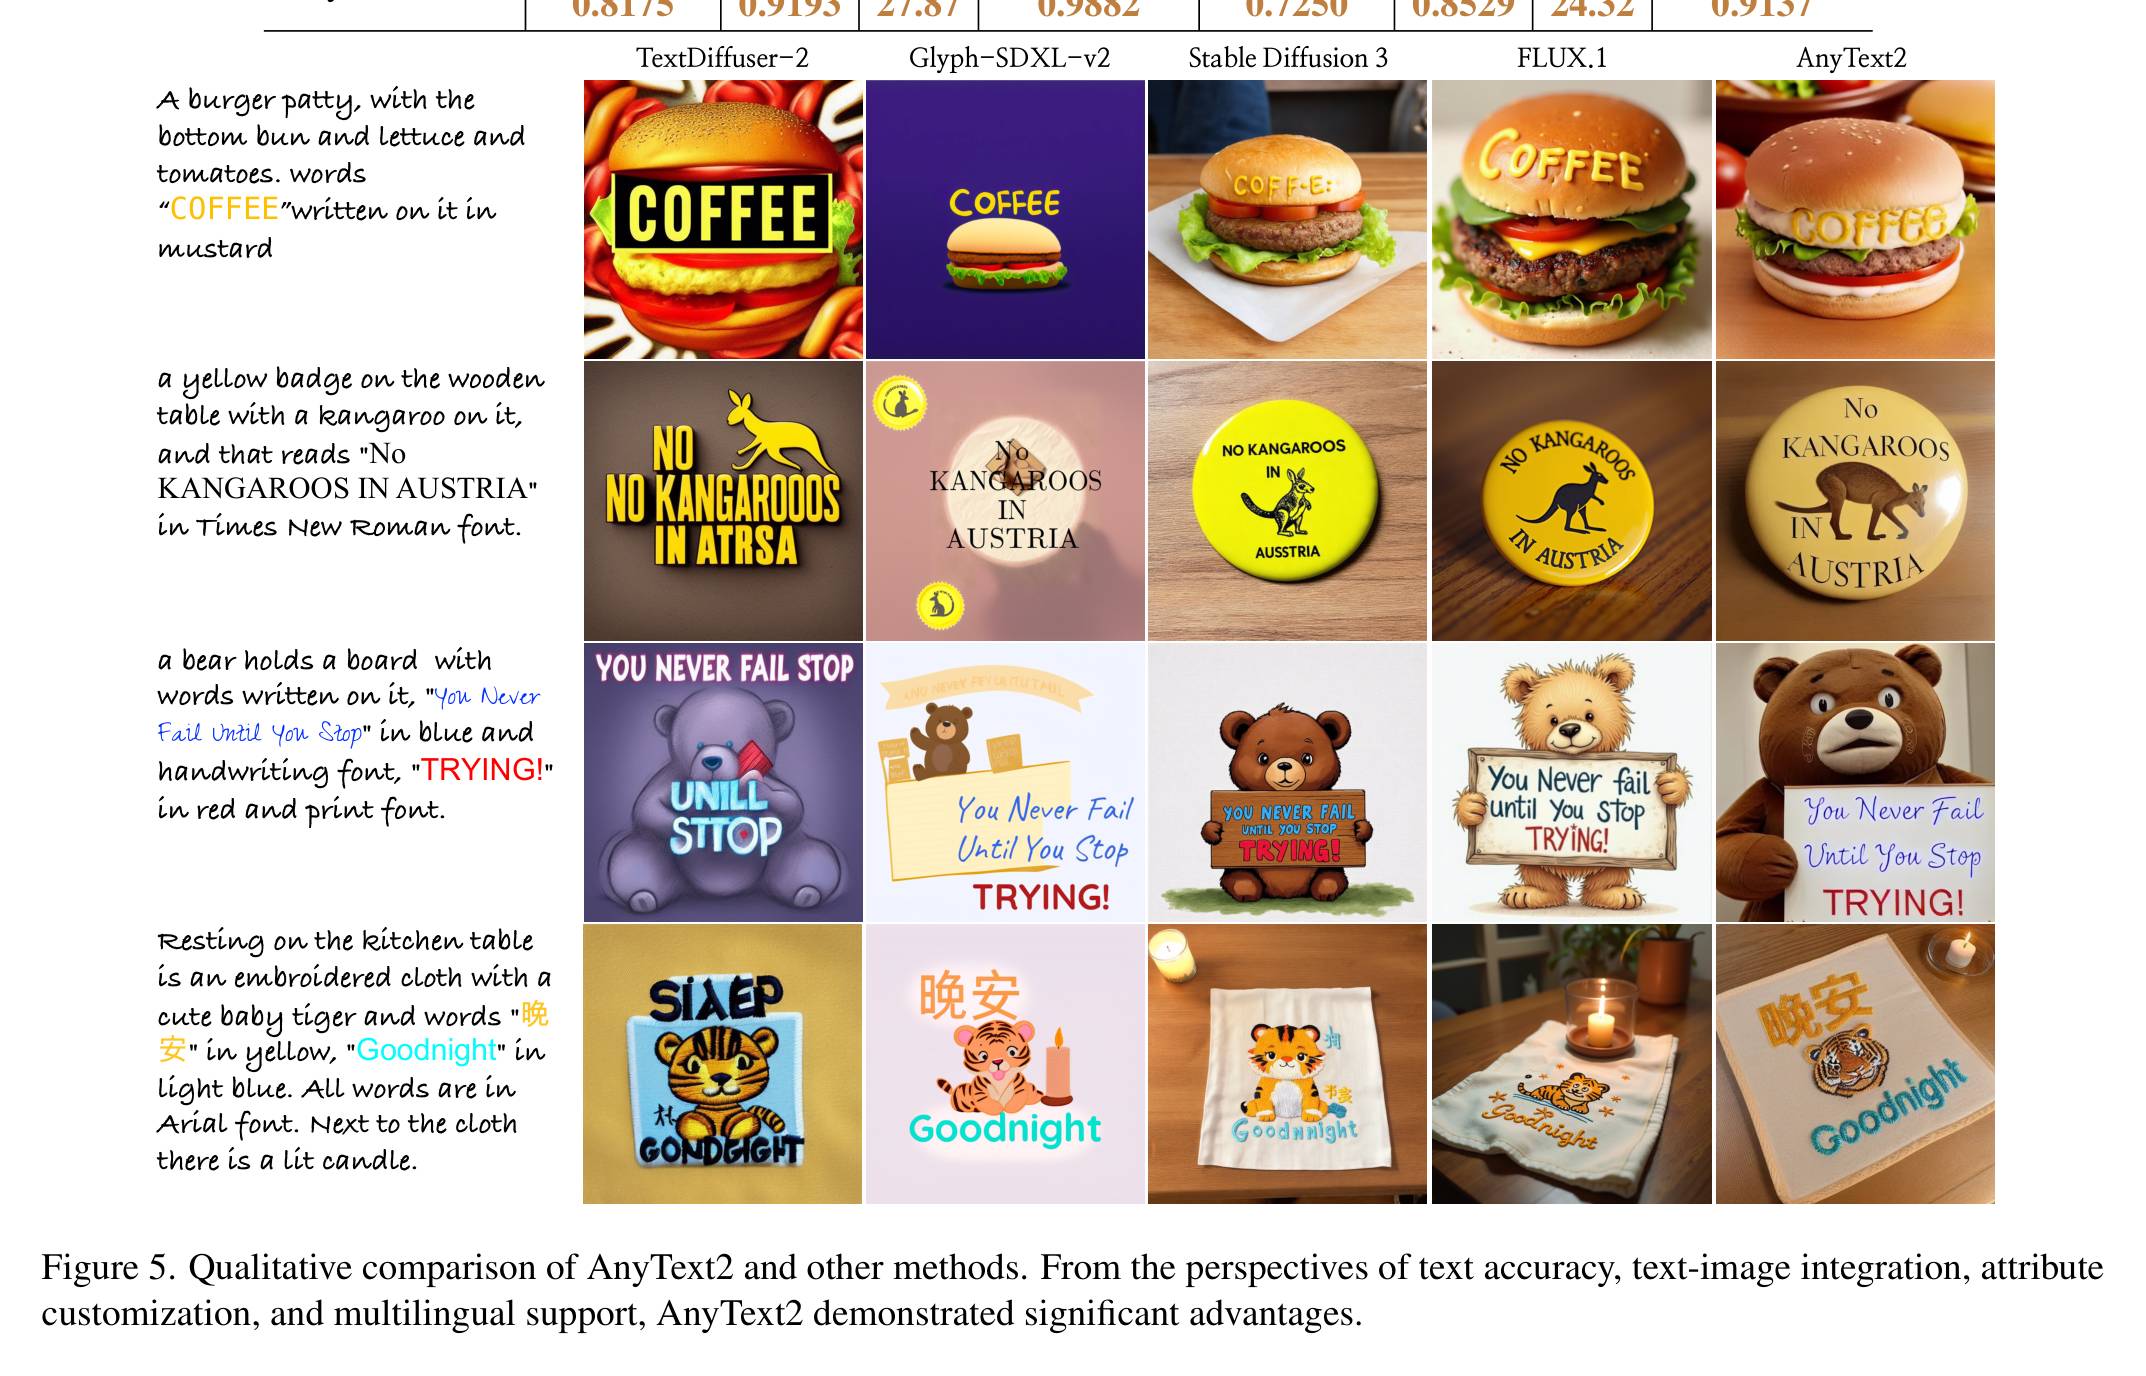 0.8175 0.9193 27.87 0.9882 0.7250 0.8529 24.32 0.9137
TextDiffuser-2 Glyph-SDXL-v2 Stable Diffusion 3 FLUX.1 AnyText2
A burger patty, with the
bottom bun and lettuce and
tomatoes. words
“COFFEE”written on it in
mustard
COFFEE
COFFEE
COFF-E:
COFFEE
COFFEE
a yellow badge on the wooden
table with a kangaroo on it,
and that reads "No
KANGAROOS IN AUSTRIA"
in Times New Roman font.
NO
NO KANGAROOOS
IN ATRSA
No
KANGAROOS
IN
AUSTRIA
NO KANGAROOS
IN
AUSSTRIA
NO KANGAROOS
IN AUSTRIA
No
KANGAROOS
IN
AUSTRIA
a bear holds a board with
words written on it, "You Never
Fail Until You Stop" in blue and
handwriting font, "TRYING!"
in red and print font.
YOU NEVER FAIL STOP
UNILL
STTOP
You Never Fail
Until You Stop
TRYING!
YOU NEVER FAIL
UNTIL YOU STOP
TRYING!
You Never fail
until You Stop
TRYING!
You Never Fail
Until You Stop
TRYING!
Resting on the kitchen table
is an embroidered cloth with a
cute baby tiger and words "晚
安" in yellow, "Goodnight" in
light blue. All words are in
Arial font. Next to the cloth
there is a lit candle.
SIAEP
GONDGIGHT
晚安
Goodnight
Goodnnight
Goodnight
晚安
Goodnight
Figure 5. Qualitative comparison of AnyText2 and other methods. From the perspectives of text accuracy, text-image integration, attribute
customization, and multilingual support, AnyText2 demonstrated significant advantages.